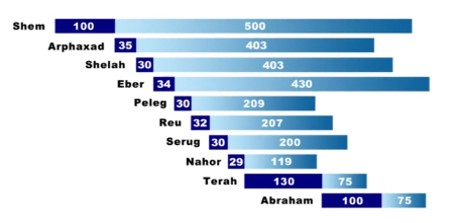 Shem 100 500
Arphaxad 35 403
Shelah 30 403
Eber 34 430
Peleg 30 209
Reu 32 207
Serug 30 200
Nahor 29 119
Terah 130 75
Abraham 100 75